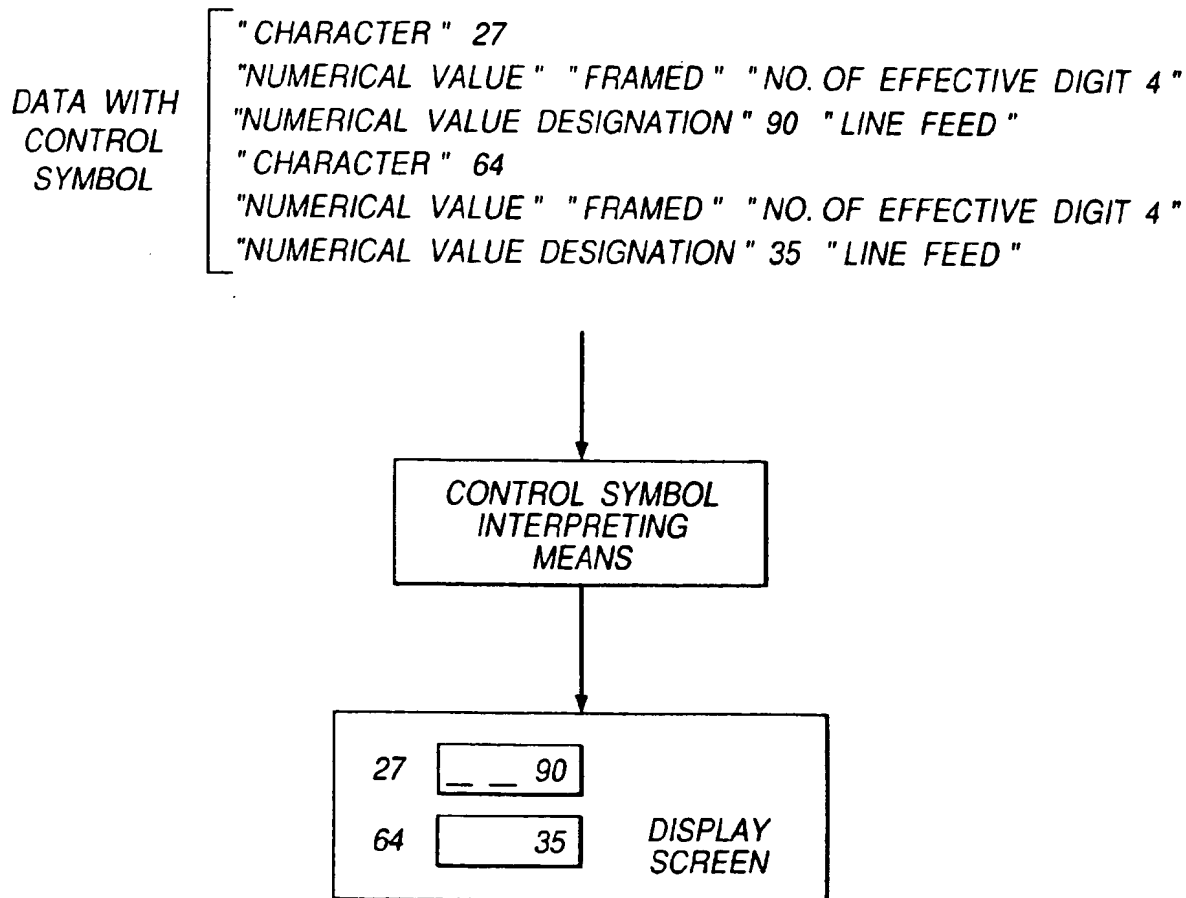 DATA WITH
CONTROL
SYMBOL
"CHARACTER" 27
"NUMERICAL VALUE" "FRAMED" "NO. OF EFFECTIVE DIGIT 4"
"NUMERICAL VALUE DESIGNATION" 90 "LINE FEED"
"CHARACTER" 64
"NUMERICAL VALUE" "FRAMED" "NO. OF EFFECTIVE DIGIT 4"
"NUMERICAL VALUE DESIGNATION" 35 "LINE FEED"
CONTROL SYMBOL
INTERPRETING
MEANS
27 _ _ 90
64 35
DISPLAY
SCREEN